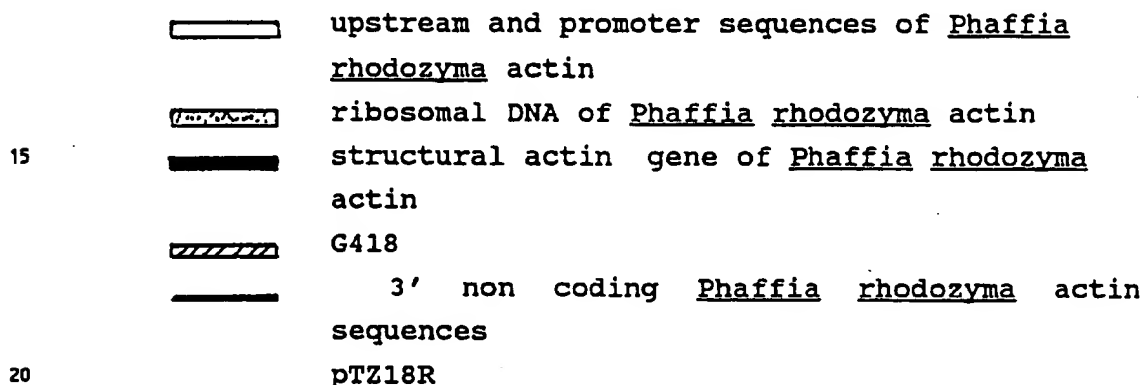 upstream and promoter sequences of Phaffia
rhodozyma actin
ribosomal DNA of Phaffia rhodozyma actin
15 structural actin gene of Phaffia rhodozyma
actin
G418
3' non coding Phaffia rhodozyma actin
sequences
20 pTZ18R